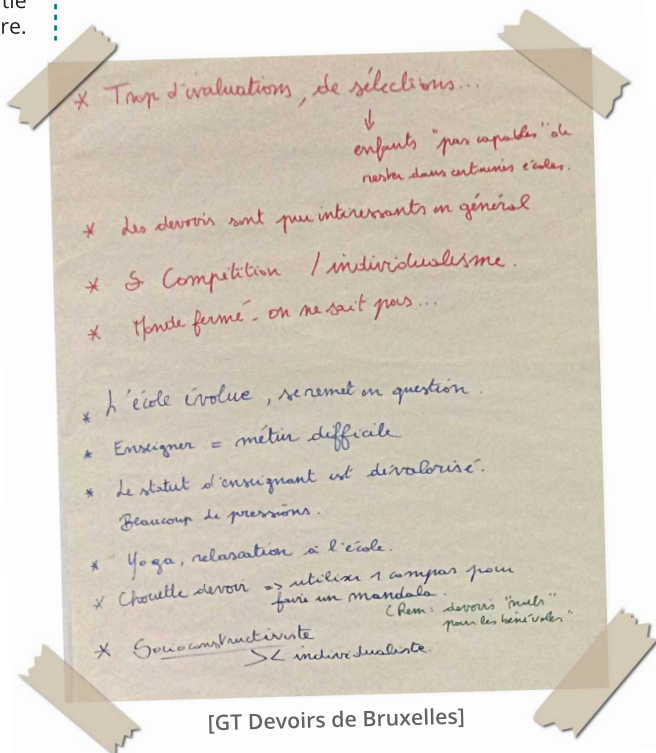 tie
re.
* Trop d'évaluations, de sélections...
↓
enfants "pas capables" de
rester dans certaines écoles.
* Les devoirs sont peu intéressants en général
* Compétition / individualisme.
* Monde fermé - on ne sait pas...
* L'école évolue, se remet en question.
* Enseigner = métier difficile
* Le statut d'enseignant est dévalorisé.
Beaucoup de pressions.
* Yoga, relaxation à l'école.
* Chouette devoir => utiliser 1 compas pour
faire un mandala.
(Rem : devoirs "nuls"
pour les bénévoles"
* Socioconstructiviste
>< individualiste.
[GT Devoirs de Bruxelles]